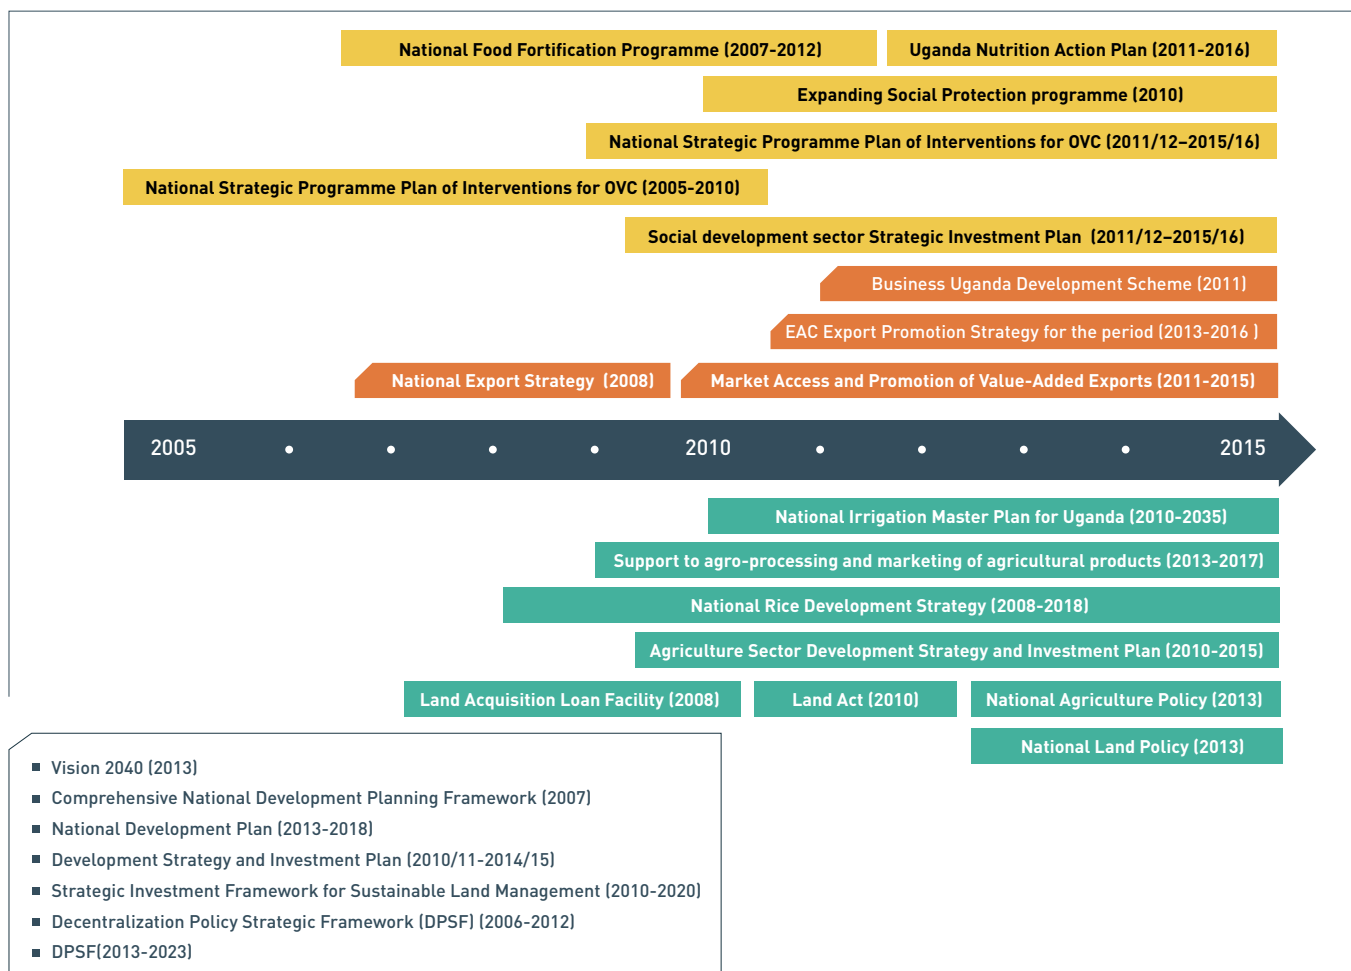 National Food Fortification Programme (2007-2012)
Uganda Nutrition Action Plan (2011-2016)
Expanding Social Protection programme (2010)
National Strategic Programme Plan of Interventions for OVC (2011/12–2015/16)
National Strategic Programme Plan of Interventions for OVC (2005-2010)
Social development sector Strategic Investment Plan (2011/12–2015/16)
Business Uganda Development Scheme (2011)
EAC Export Promotion Strategy for the period (2013-2016 )
National Export Strategy (2008)
Market Access and Promotion of Value-Added Exports (2011-2015)
2005
2010
2015
National Irrigation Master Plan for Uganda (2010-2035)
Support to agro-processing and marketing of agricultural products (2013-2017)
National Rice Development Strategy (2008-2018)
Agriculture Sector Development Strategy and Investment Plan (2010-2015)
Land Acquisition Loan Facility (2008)
Land Act (2010)
National Agriculture Policy (2013)
National Land Policy (2013)
Vision 2040 (2013)
Comprehensive National Development Planning Framework (2007)
National Development Plan (2013-2018)
Development Strategy and Investment Plan (2010/11-2014/15)
Strategic Investment Framework for Sustainable Land Management (2010-2020)
Decentralization Policy Strategic Framework (DPSF) (2006-2012)
DPSF(2013-2023)